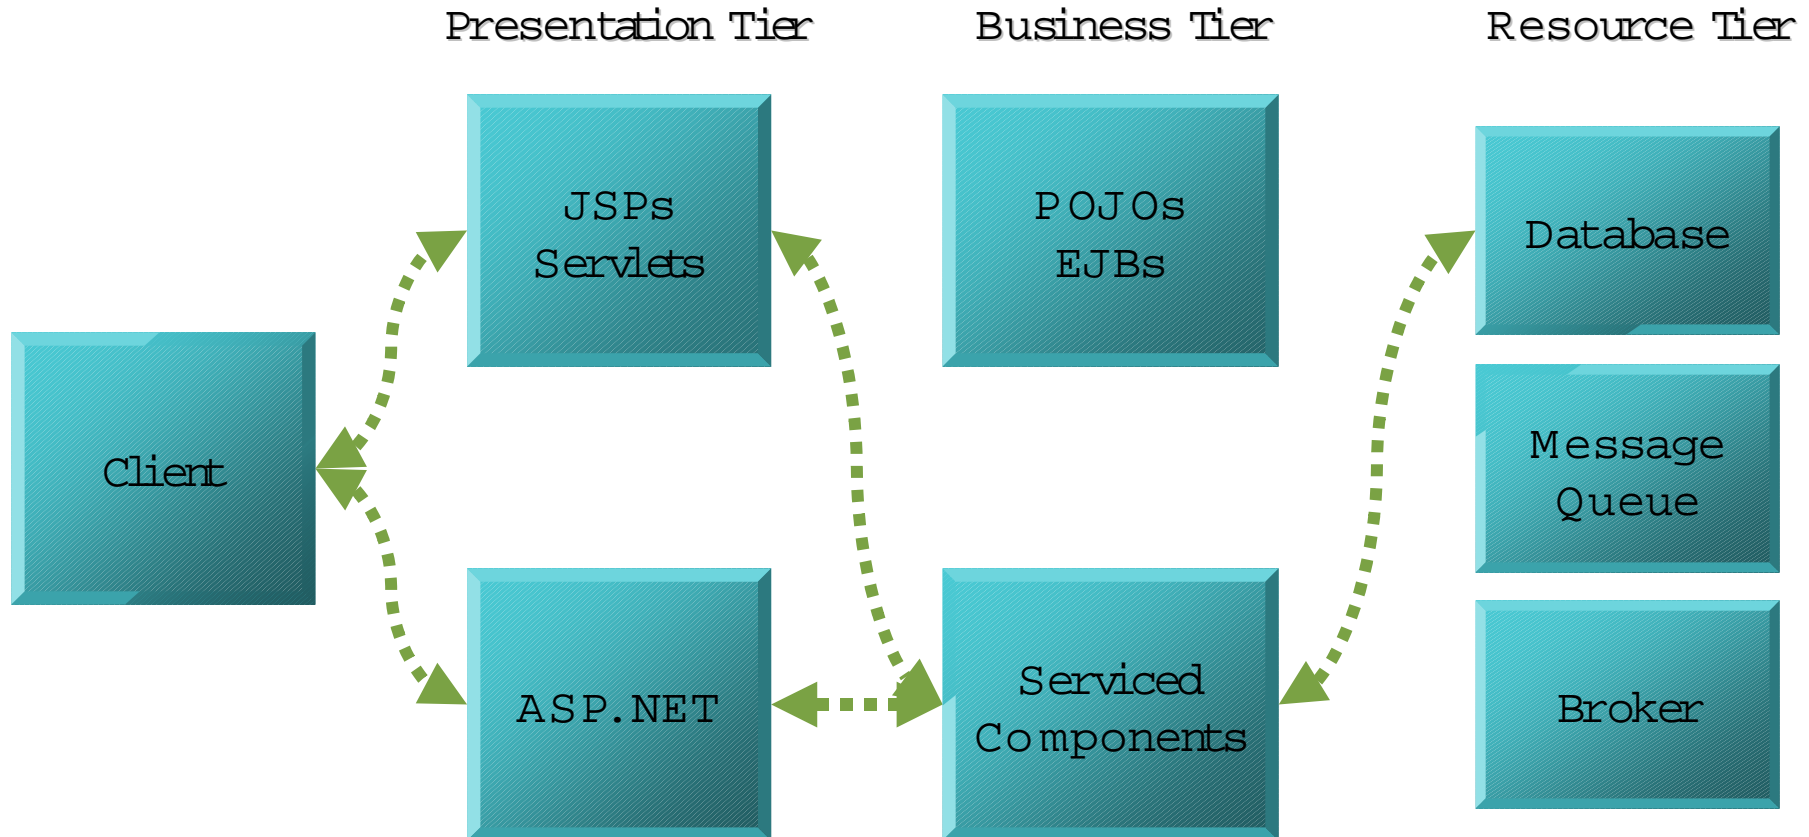 Presentation Tier
Business Tier
Resource Tier
JSPs
Servlets
POJOs
EJBs
Database
Client
Message
Queue
ASP.NET
Serviced
Components
Broker